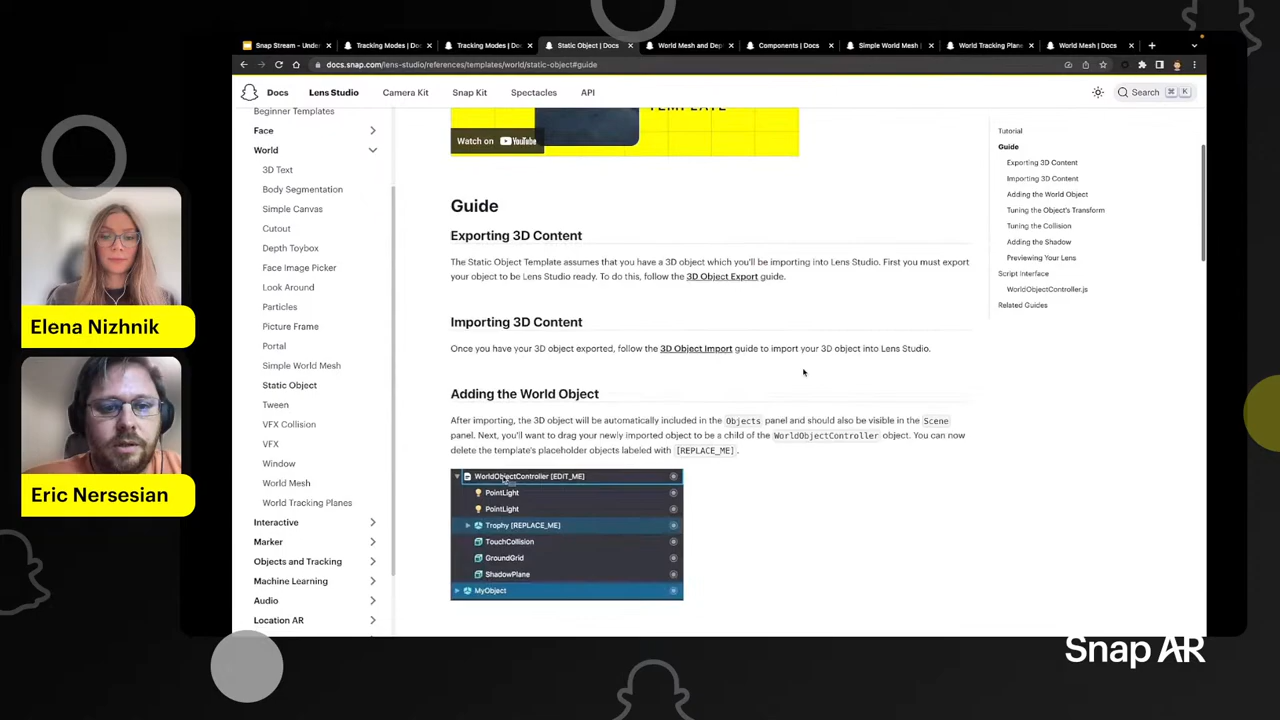 Snap Stream - Under
Tracking Modes | Docs
Tracking Modes | Docs
Static Object | Docs
World Mesh and Dep
Components | Docs
Simple World Mesh |
World Tracking Plane
World Mesh | Docs
docs.snap.com/lens-studio/references/templates/world/static-object#guide
Docs
Lens Studio
Camera Kit
Snap Kit
Spectacles
API
Search
⌘
K
Beginner Templates
Face
World
3D Text
Body Segmentation
Simple Canvas
Cutout
Depth Toybox
Face Image Picker
Look Around
Particles
Picture Frame
Portal
Simple World Mesh
Static Object
Tween
VFX Collision
VFX
Window
World Mesh
World Tracking Planes
Interactive
Marker
Objects and Tracking
Machine Learning
Audio
Location AR
TEMPLATE
Watch on YouTube
Guide
Exporting 3D Content
The Static Object Template assumes that you have a 3D object which you'll be importing into Lens Studio. First you must export
your object to be Lens Studio ready. To do this, follow the 3D Object Export guide.
Importing 3D Content
Once you have your 3D object exported, follow the 3D Object Import guide to import your 3D object into Lens Studio.
Adding the World Object
After importing, the 3D object will be automatically included in the Objects panel and should also be visible in the Scene
panel. Next, you'll want to drag your newly imported object to be a child of the WorldObjectController object. You can now
delete the template's placeholder objects labeled with [REPLACE_ME].
WorldObjectController [EDIT_ME]
PointLight
PointLight
Trophy [REPLACE_ME]
TouchCollision
GroundGrid
ShadowPlane
MyObject
Tutorial
Guide
Exporting 3D Content
Importing 3D Content
Adding the World Object
Tuning the Object's Transform
Tuning the Collision
Adding the Shadow
Previewing Your Lens
Script Interface
WorldObjectController.js
Related Guides
Elena Nizhnik
Eric Nersesian
Snap AR